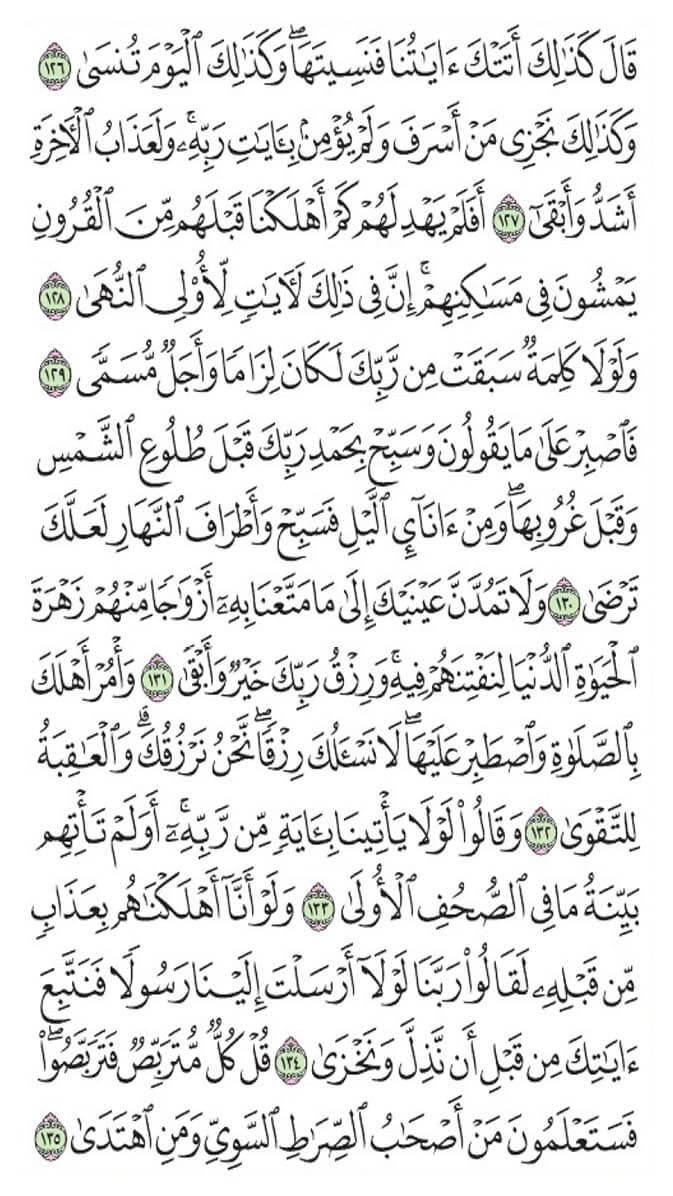 قَالَ كَذَٰلِكَ أَتَتْكَ ءَايَٰتُنَا فَنَسِيتَهَاۖ وَكَذَٰلِكَ ٱلْيَوْمَ تُنسَىٰ ١٢٦
وَكَذَٰلِكَ نَجْزِى مَنْ أَسْرَفَ وَلَمْ يُؤْمِنۢ بِـَٔايَٰتِ رَبِّهِۦۚ وَلَعَذَابُ ٱلْءَاخِرَةِ
أَشَدُّ وَأَبْقَىٰٓ ١٢٧ أَفَلَمْ يَهْدِ لَهُمْ كَمْ أَهْلَكْنَا قَبْلَهُم مِّنَ ٱلْقُرُونِ
يَمْشُونَ فِى مَسَٰكِنِهِمْۚ إِنَّ فِى ذَٰلِكَ لَـَٔايَٰتٍ لِّأُو۟لِى ٱلنُّهَىٰ ١٢٨
وَلَوْلَا كَلِمَةٌ سَبَقَتْ مِن رَّبِّكَ لَكَانَ لِزَامًا وَأَجَلٌ مُّسَمًّى ١٢٩
فَٱصْبِرْ عَلَىٰ مَا يَقُولُونَ وَسَبِّحْ بِحَمْدِ رَبِّكَ قَبْلَ طُلُوعِ ٱلشَّمْسِ
وَقَبْلَ غُرُوبِهَاۖ وَمِنْ ءَانَآئِ ٱلَّيْلِ فَسَبِّحْ وَأَطْرَافَ ٱلنَّهَارِ لَعَلَّكَ
تَرْضَىٰ ١٣٠ وَلَا تَمُدَّنَّ عَيْنَيْكَ إِلَىٰ مَا مَتَّعْنَا بِهِۦٓ أَزْوَٰجًا مِّنْهُمْ زَهْرَةَ
ٱلْحَيَوٰةِ ٱلدُّنْيَا لِنَفْتِنَهُمْ فِيهِۚ وَرِزْقُ رَبِّكَ خَيْرٌ وَأَبْقَىٰ ١٣١ وَأْمُرْ أَهْلَكَ
بِٱلصَّلَوٰةِ وَٱصْطَبِرْ عَلَيْهَاۖ لَا نَسْـَٔلُكَ رِزْقًاۖ نَّحْنُ نَرْزُقُكَۗ وَٱلْعَٰقِبَةُ
لِلتَّقْوَىٰ ١٣٢ وَقَالُوا۟ لَوْلَا يَأْتِينَا بِـَٔايَةٍ مِّن رَّبِّهِۦٓۚ أَوَلَمْ تَأْتِهِم
بَيِّنَةُ مَا فِى ٱلصُّحُفِ ٱلْأُولَىٰ ١٣٣ وَلَوْ أَنَّآ أَهْلَكْنَٰهُم بِعَذَابٍ
مِّن قَبْلِهِۦ لَقَالُوا۟ رَبَّنَا لَوْلَآ أَرْسَلْتَ إِلَيْنَا رَسُولًا فَنَتَّبِعَ
ءَايَٰتِكَ مِن قَبْلِ أَن نَّذِلَّ وَنَخْزَىٰ ١٣٤ قُلْ كُلٌّ مُّتَرَبِّصٌ فَتَرَبَّصُوا۟ۖ
فَسَتَعْلَمُونَ مَنْ أَصْحَٰبُ ٱلصِّرَٰطِ ٱلسَّوِىِّ وَمَنِ ٱهْتَدَىٰ ١٣٥